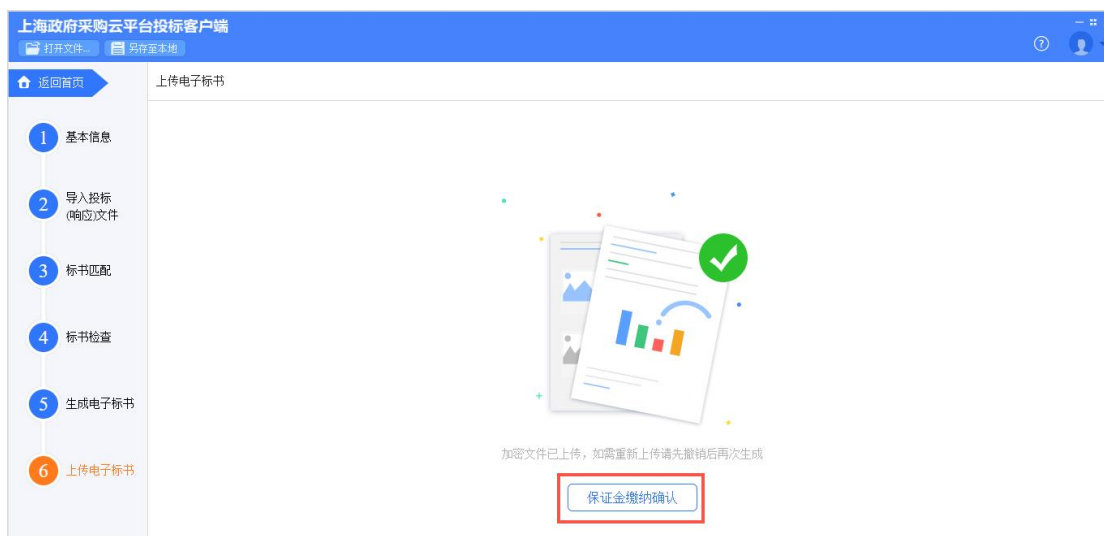 上海政府采购云平台投标客户端
打开文件... 另存至本地
返回首页 上传电子标书
1 基本信息
2 导入投标
(响应)文件
3 标书匹配
4 标书检查
5 生成电子标书
6 上传电子标书
加密文件已上传，如需重新上传请先撤销后再次生成
保证金缴纳确认